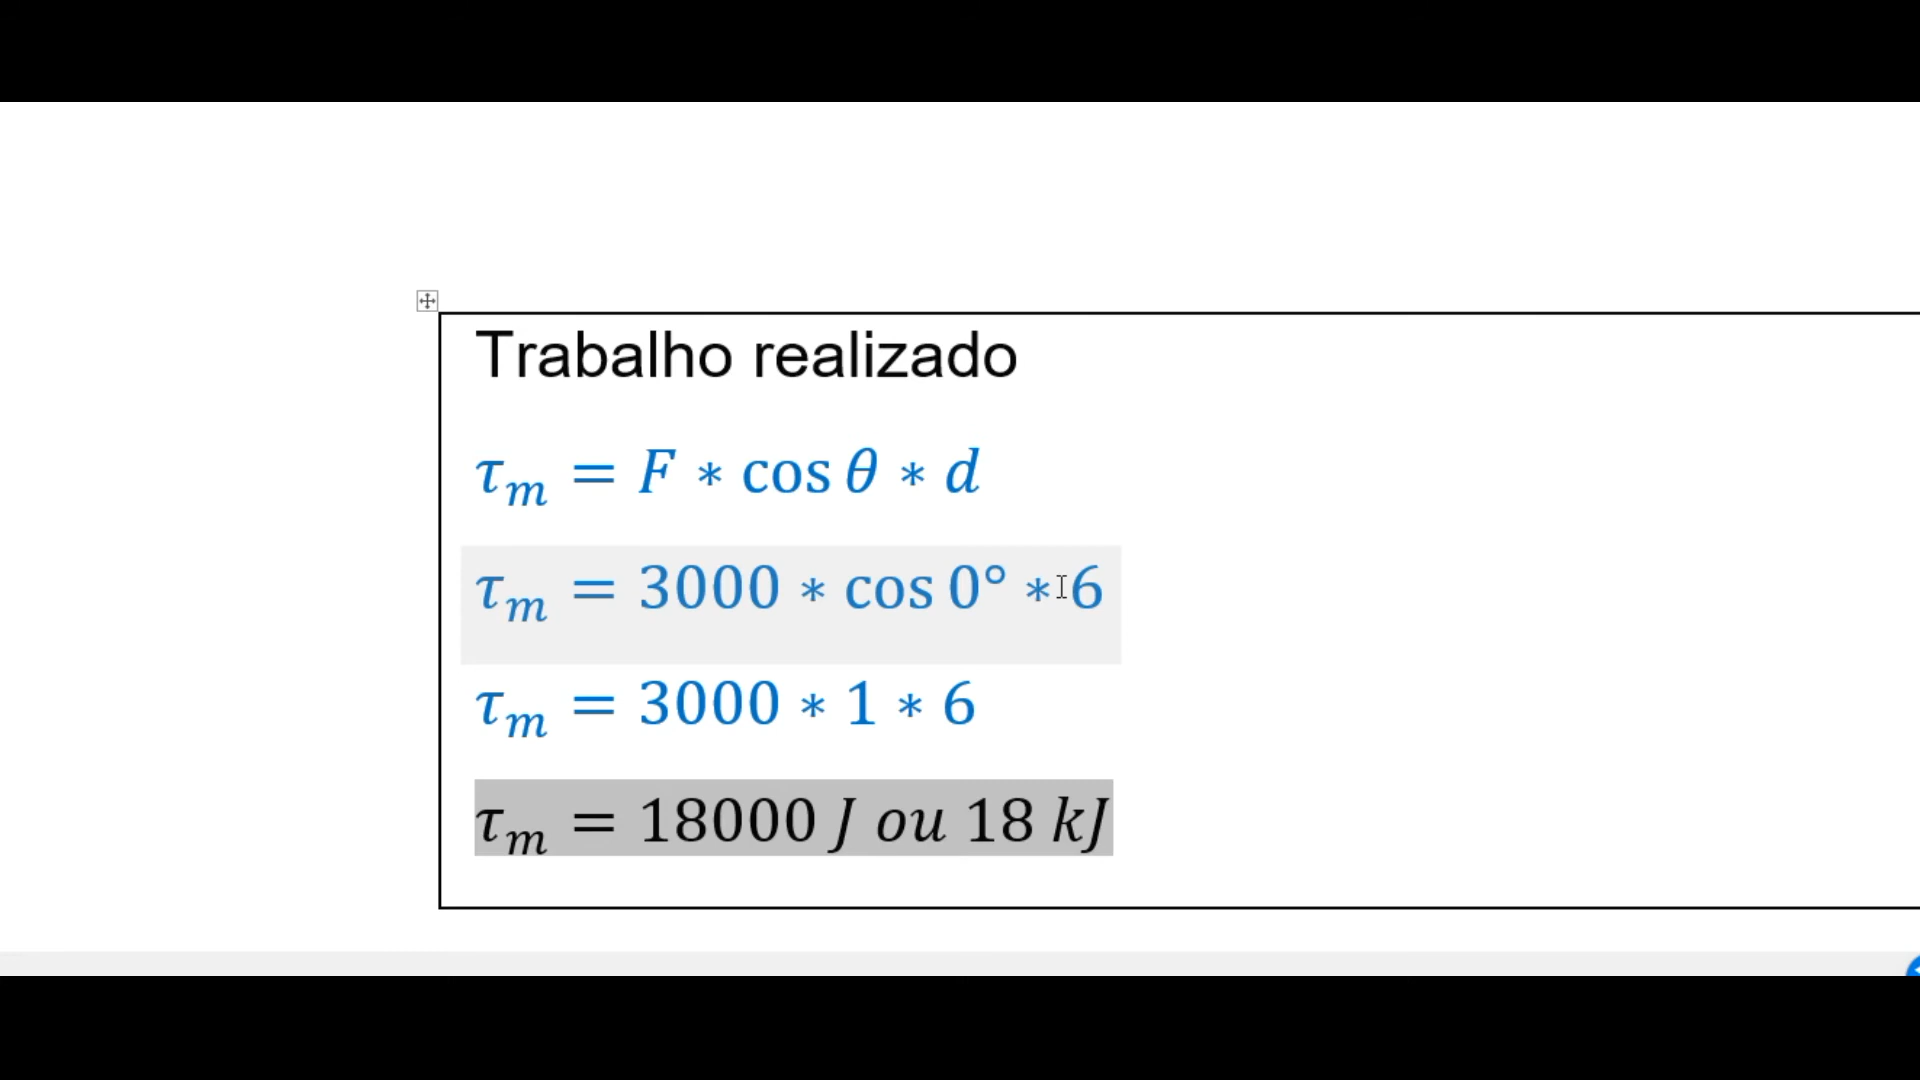 Trabalho realizado
τₘ = F * cos θ * d
τₘ = 3000 * cos 0° * 6
τₘ = 3000 * 1 * 6
τₘ = 18000 J ou 18 kJ